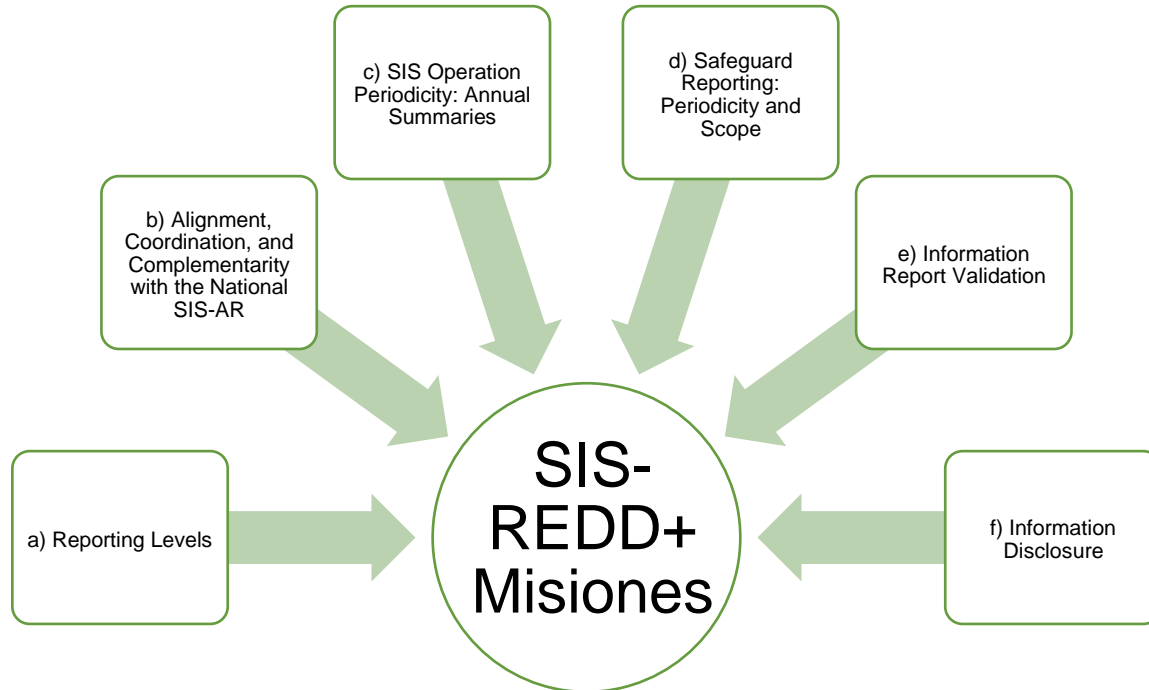 a) Reporting Levels
b) Alignment,
Coordination, and
Complementarity
with the National
SIS-AR
c) SIS Operation
Periodicity: Annual
Summaries
d) Safeguard
Reporting:
Periodicity and
Scope
e) Information
Report Validation
f) Information
Disclosure
SIS-
REDD+
Misiones